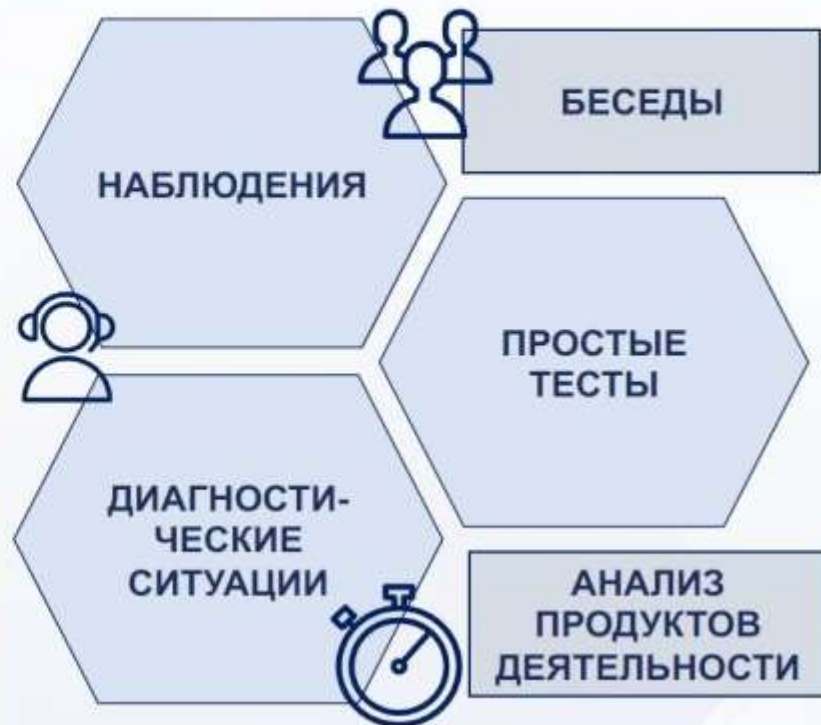 БЕСЕДЫ
НАБЛЮДЕНИЯ
ПРОСТЫЕ
ТЕСТЫ
ДИАГНОСТИ-
ЧЕСКИЕ
СИТУАЦИИ
АНАЛИЗ
ПРОДУКТОВ
ДЕЯТЕЛЬНОСТИ